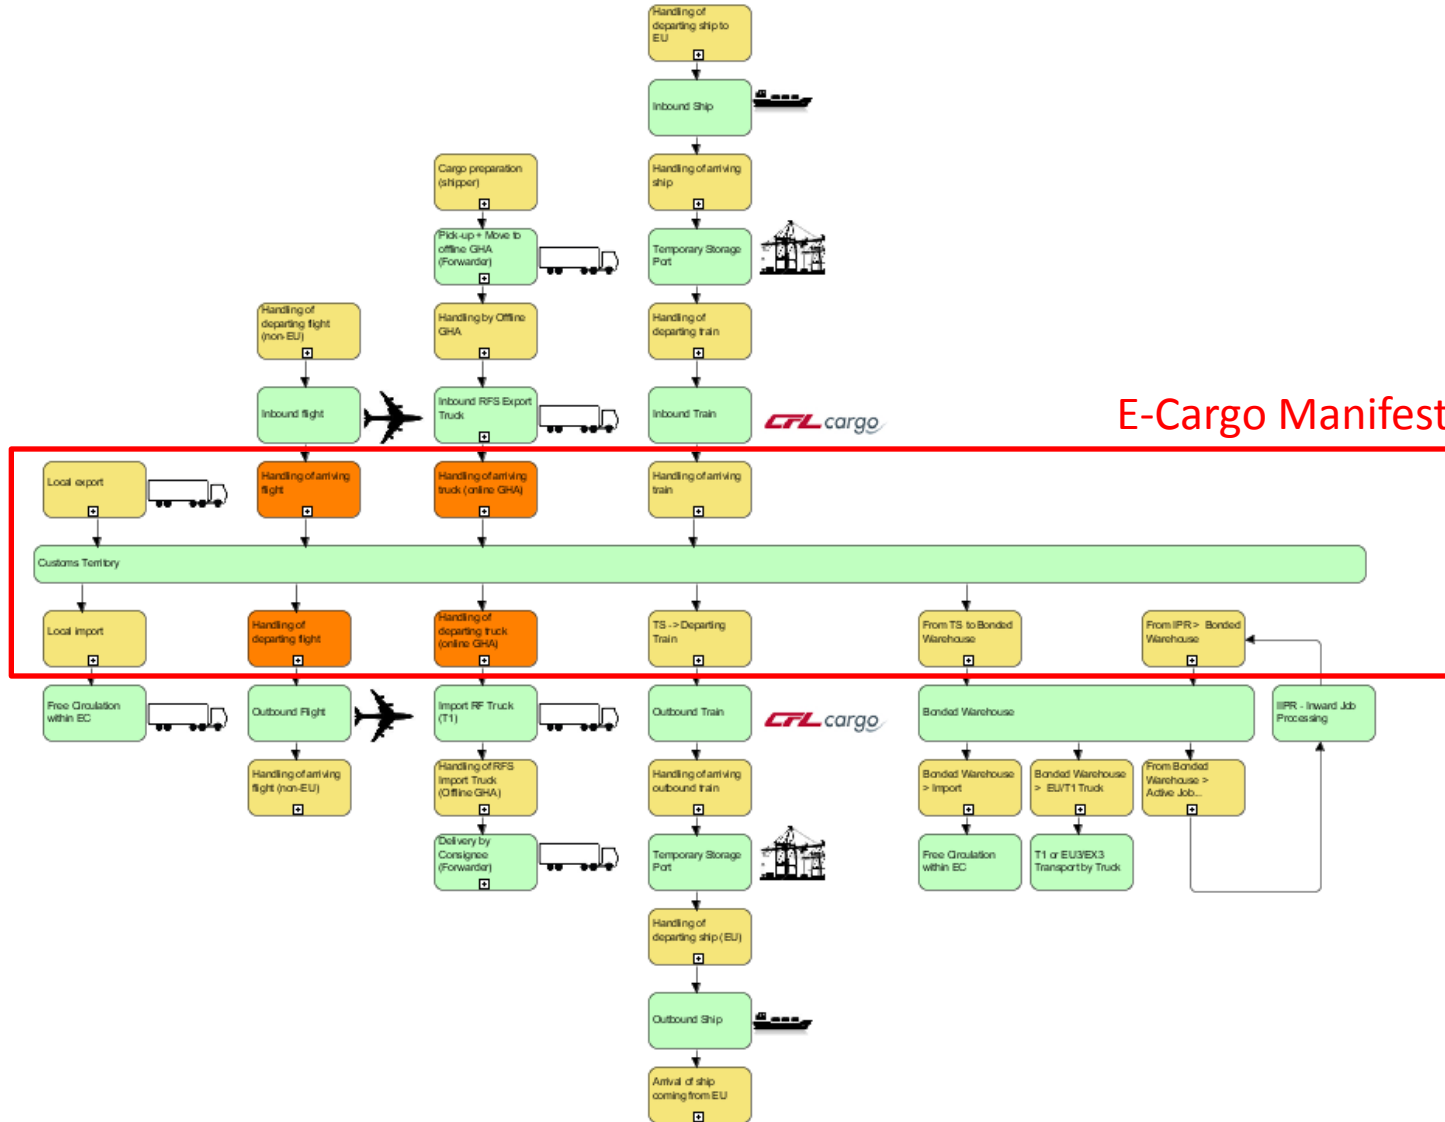 Handling of
departing ship to
EU
Inbound Ship
Cargo preparation
(shipper)
Handling of arriving
ship
Pick-up + Move to
offline GHA
(Forwarder)
Temporary Storage
Port
Handling of
departing flight
(non-EU)
Handling by Offline
GHA
Handling of
departing train
Inbound flight
Inbound RFS Export
Truck
Inbound Train
CFL cargo
E-Cargo Manifest
Local export
Handling of arriving
flight
Handling of arriving
truck (online GHA)
Handling of arriving
train
Customs Territory
Local import
Handling of
departing flight
Handling of
departing truck
(online GHA)
TS -> Departing
Train
From TS to Bonded
Warehouse
From IPR > Bonded
Warehouse
Free Circulation
within EC
Outbound Flight
Import RF Truck
(T1)
Outbound Train
CFL cargo
Bonded Warehouse
IIPR - Inward Job
Processing
Handling of arriving
flight (non-EU)
Handling of RFS
Import Truck
(Offline GHA)
Handling of arriving
outbound train
Bonded Warehouse
> Import
Bonded Warehouse
> EU/T1 Truck
From Bonded
Warehouse >
Active Job...
Delivery by
Consignee
(Forwarder)
Temporary Storage
Port
Free Circulation
within EC
T1 or EU3/EX3
Transport by Truck
Handling of
departing ship (EU)
Outbound Ship
Arrival of ship
coming from EU